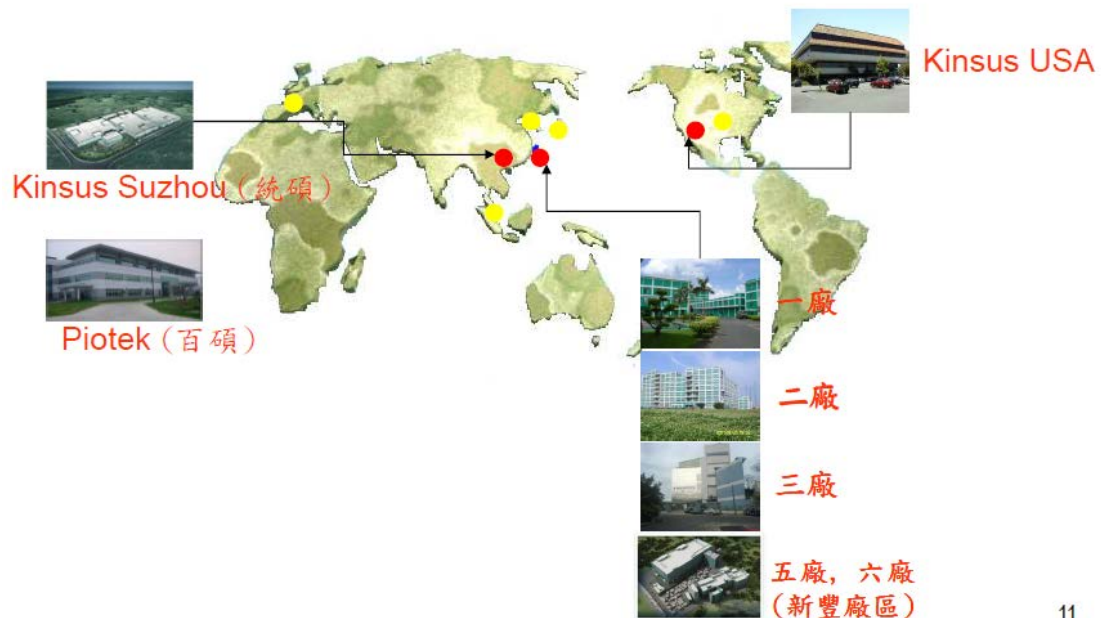 Kinsus USA
Kinsus Suzhou (統碩)
Piotek (百碩)
一廠
二廠
三廠
五廠, 六廠
(新豐廠區)
11